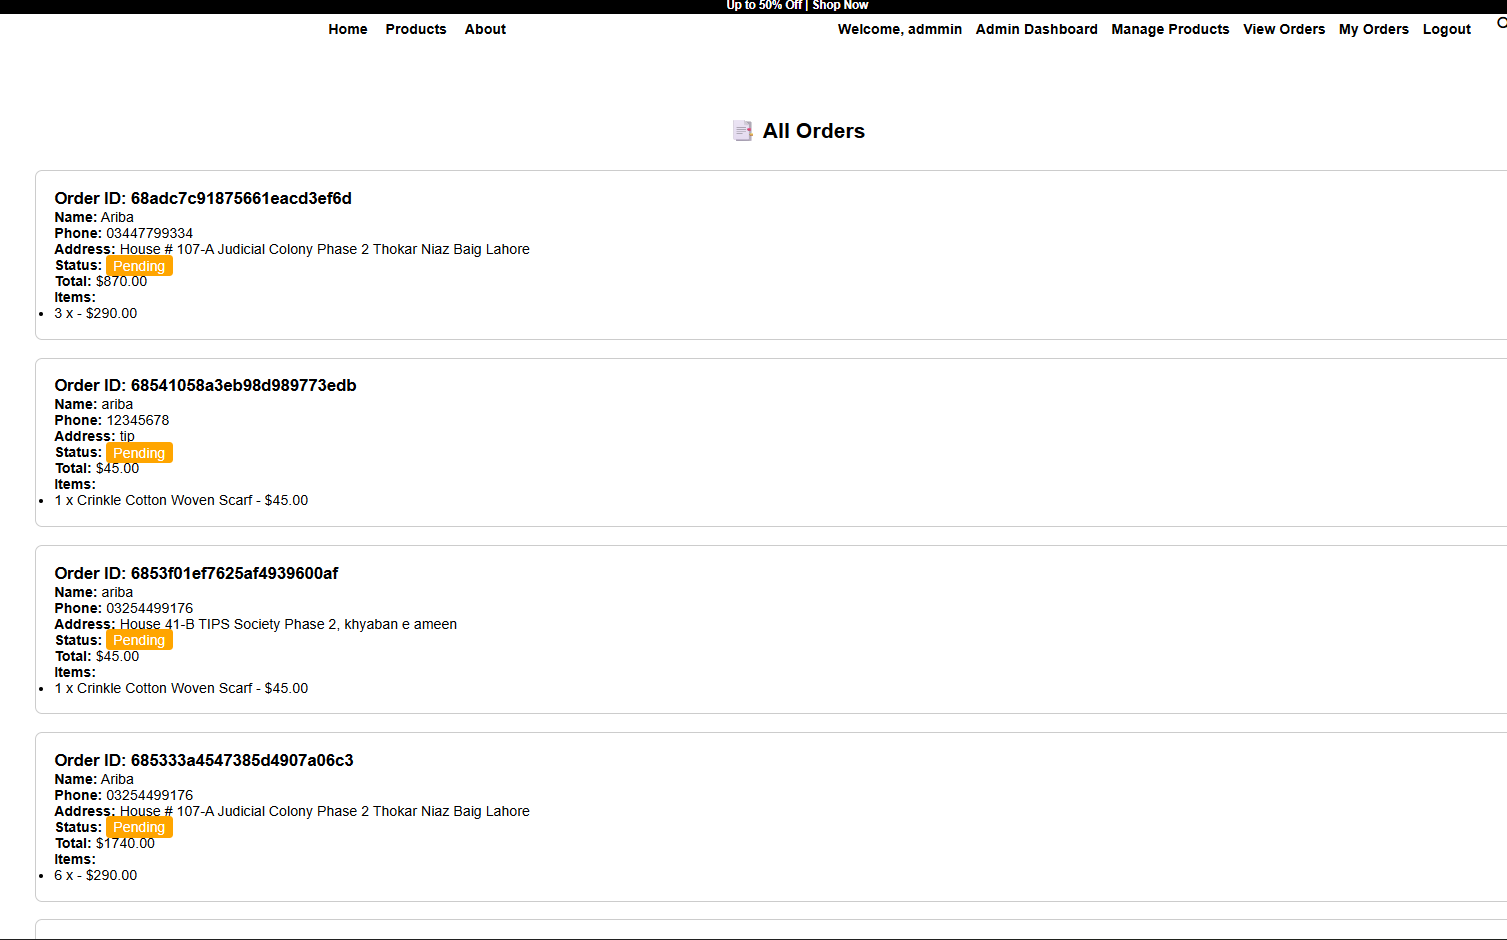 Up to 50% Off | Shop Now
Home Products About Welcome, admmin Admin Dashboard Manage Products View Orders My Orders Logout
All Orders
Order ID: 68adc7c91875661eacd3ef6d
Name: Ariba
Phone: 03447799334
Address: House # 107-A Judicial Colony Phase 2 Thokar Niaz Baig Lahore
Status: Pending
Total: $870.00
Items:
• 3 x - $290.00
Order ID: 68541058a3eb98d989773edb
Name: ariba
Phone: 12345678
Address: tip
Status: Pending
Total: $45.00
Items:
• 1 x Crinkle Cotton Woven Scarf - $45.00
Order ID: 6853f01ef7625af4939600af
Name: ariba
Phone: 03254499176
Address: House 41-B TIPS Society Phase 2, khyaban e ameen
Status: Pending
Total: $45.00
Items:
• 1 x Crinkle Cotton Woven Scarf - $45.00
Order ID: 685333a4547385d4907a06c3
Name: Ariba
Phone: 03254499176
Address: House # 107-A Judicial Colony Phase 2 Thokar Niaz Baig Lahore
Status: Pending
Total: $1740.00
Items:
• 6 x - $290.00